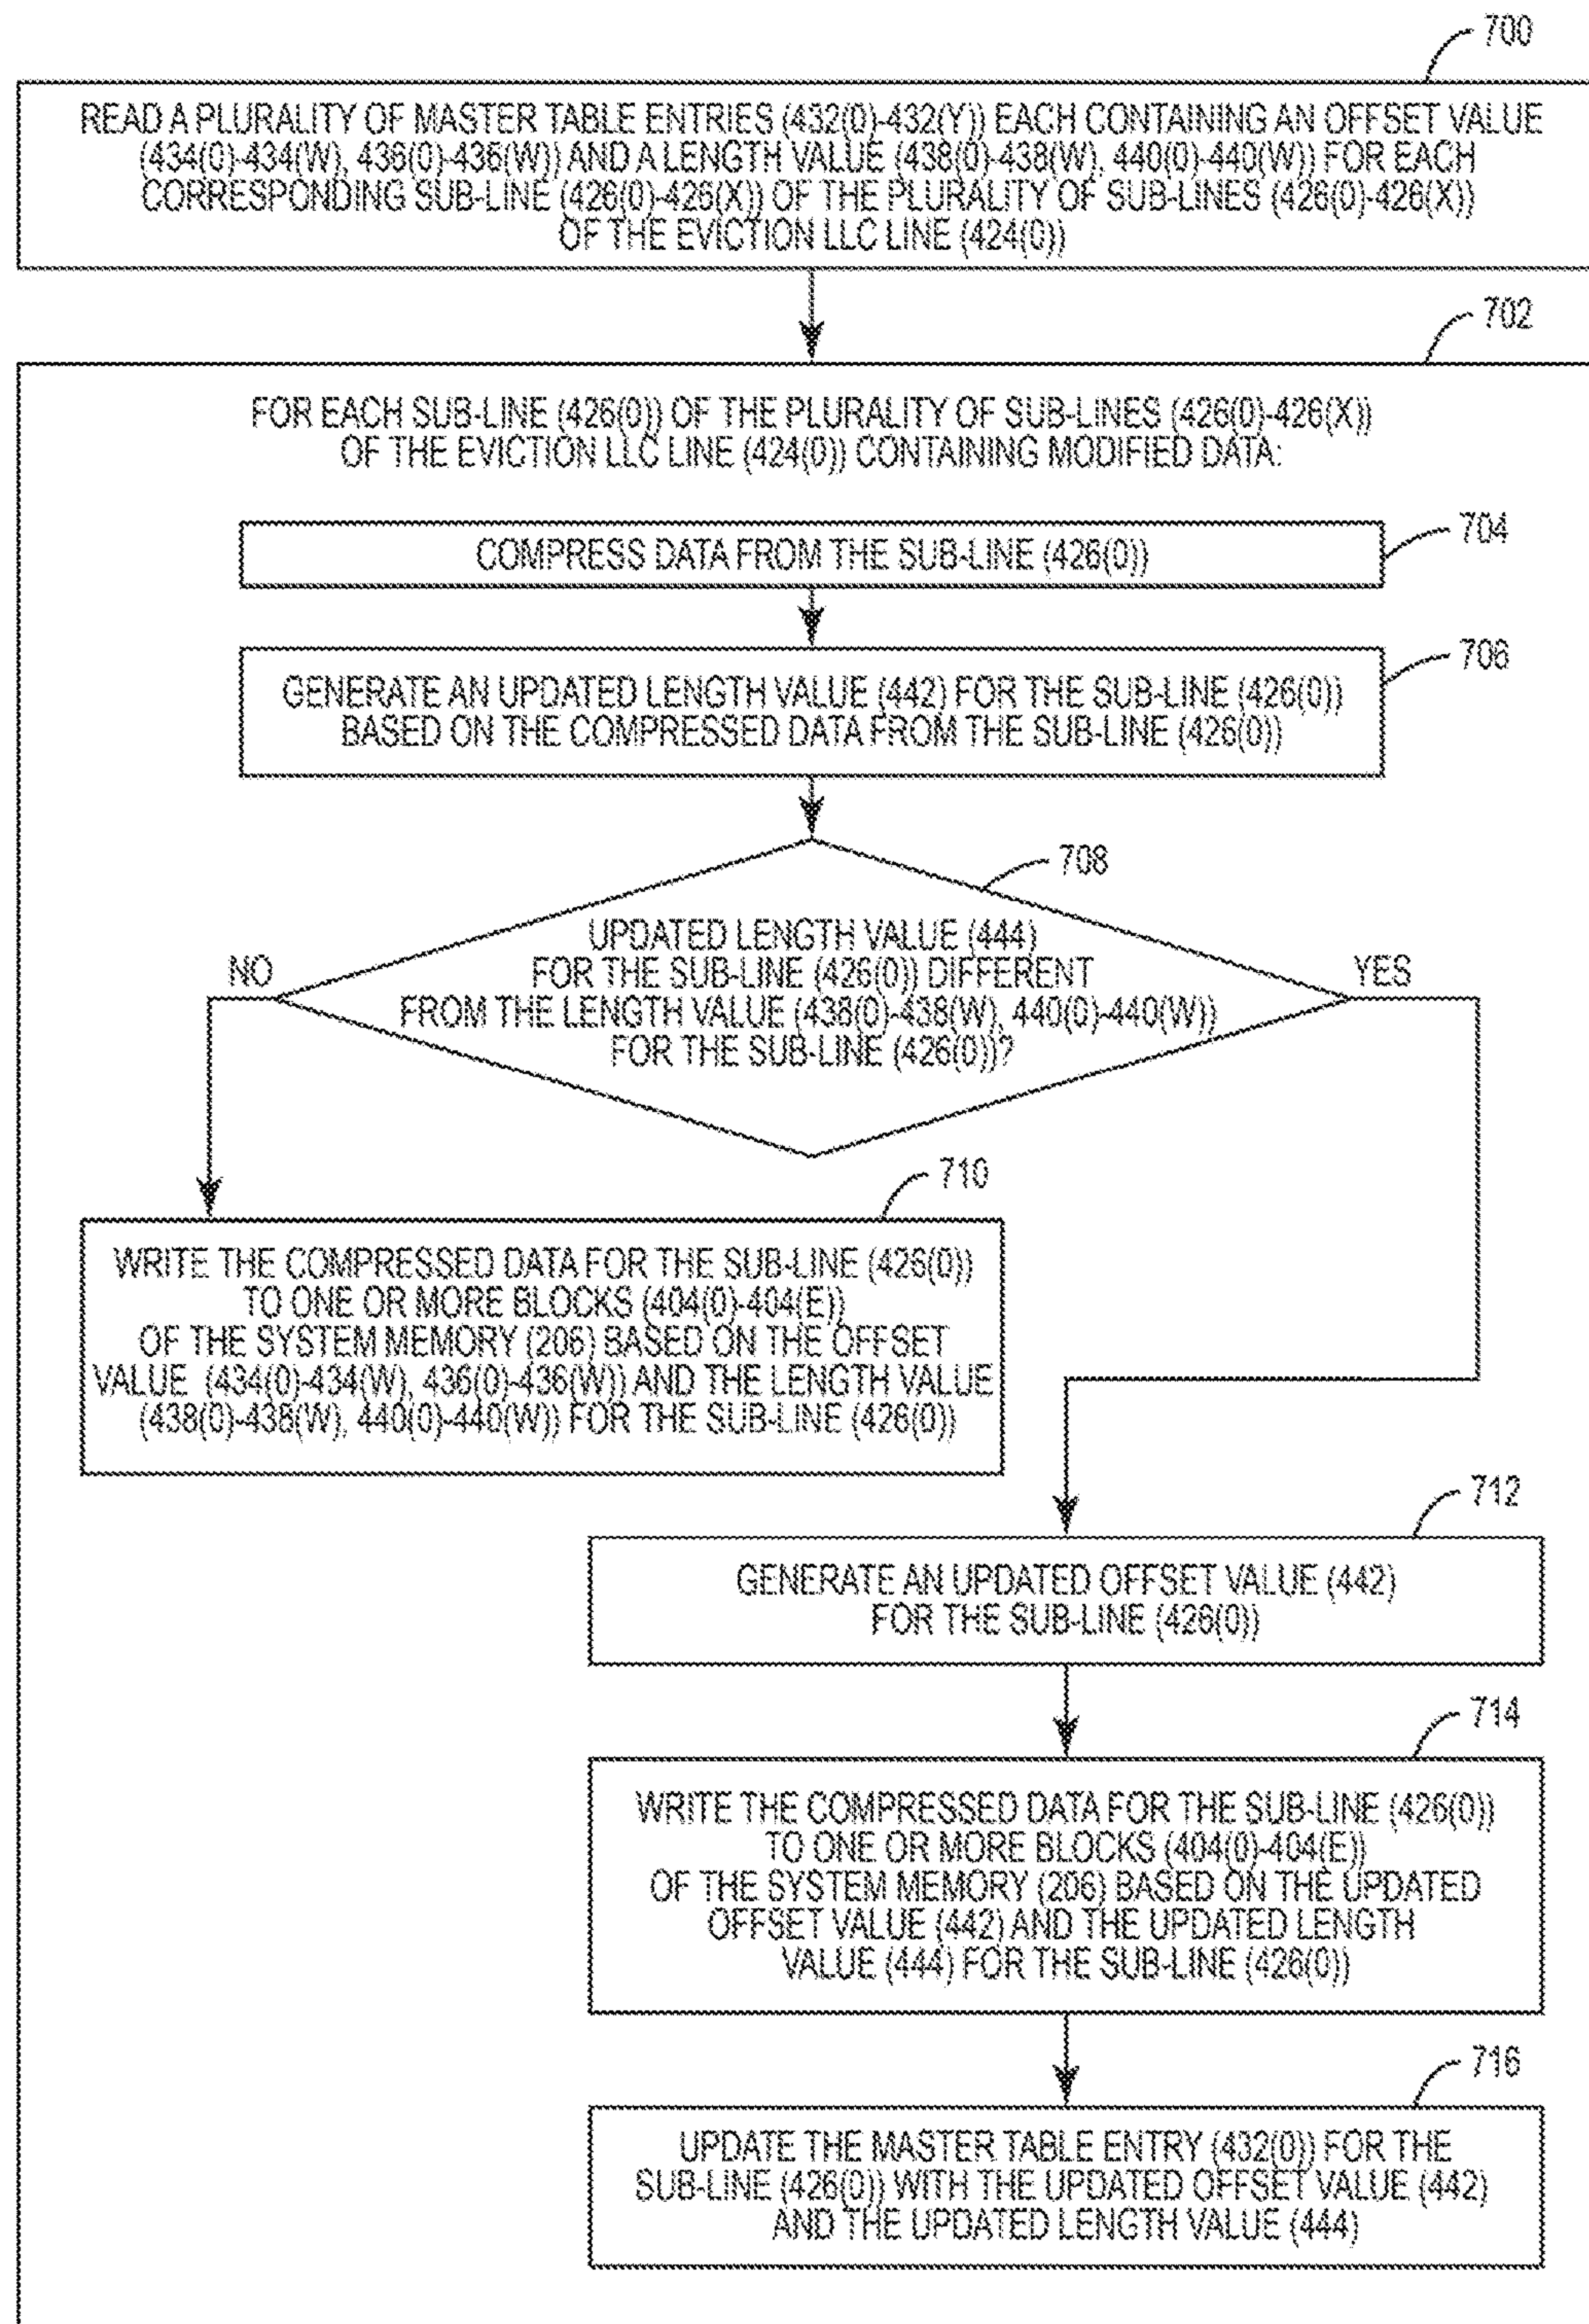 700
READ A PLURALITY OF MASTER TABLE ENTRIES (432(0)-432(Y)) EACH CONTAINING AN OFFSET VALUE
(434(0)-434(W), 436(0)-436(W)) AND A LENGTH VALUE (438(0)-438(W), 440(0)-440(W)) FOR EACH
CORRESPONDING SUB-LINE (426(0)-426(X)) OF THE PLURALITY OF SUB-LINES (426(0)-426(X))
OF THE EVICTION LLC LINE (424(0))
702
FOR EACH SUB-LINE (426(0)) OF THE PLURALITY OF SUB-LINES (426(0)-426(X))
OF THE EVICTION LLC LINE (424(0)) CONTAINING MODIFIED DATA:
704
COMPRESS DATA FROM THE SUB-LINE (426(0))
706
GENERATE AN UPDATED LENGTH VALUE (442) FOR THE SUB-LINE (426(0))
BASED ON THE COMPRESSED DATA FROM THE SUB-LINE (426(0))
708
UPDATED LENGTH VALUE (444)
FOR THE SUB-LINE (426(0)) DIFFERENT
FROM THE LENGTH VALUE (438(0)-438(W), 440(0)-440(W))
FOR THE SUB-LINE (426(0))?
NO
YES
710
WRITE THE COMPRESSED DATA FOR THE SUB-LINE (426(0))
TO ONE OR MORE BLOCKS (404(0)-404(E))
OF THE SYSTEM MEMORY (206) BASED ON THE OFFSET
VALUE (434(0)-434(W), 436(0)-436(W)) AND THE LENGTH VALUE
(438(0)-438(W), 440(0)-440(W)) FOR THE SUB-LINE (426(0))
712
GENERATE AN UPDATED OFFSET VALUE (442)
FOR THE SUB-LINE (426(0))
714
WRITE THE COMPRESSED DATA FOR THE SUB-LINE (426(0))
TO ONE OR MORE BLOCKS (404(0)-404(E))
OF THE SYSTEM MEMORY (206) BASED ON THE UPDATED
OFFSET VALUE (442) AND THE UPDATED LENGTH
VALUE (444) FOR THE SUB-LINE (426(0))
716
UPDATE THE MASTER TABLE ENTRY (432(0)) FOR THE
SUB-LINE (426(0)) WITH THE UPDATED OFFSET VALUE (442)
AND THE UPDATED LENGTH VALUE (444)